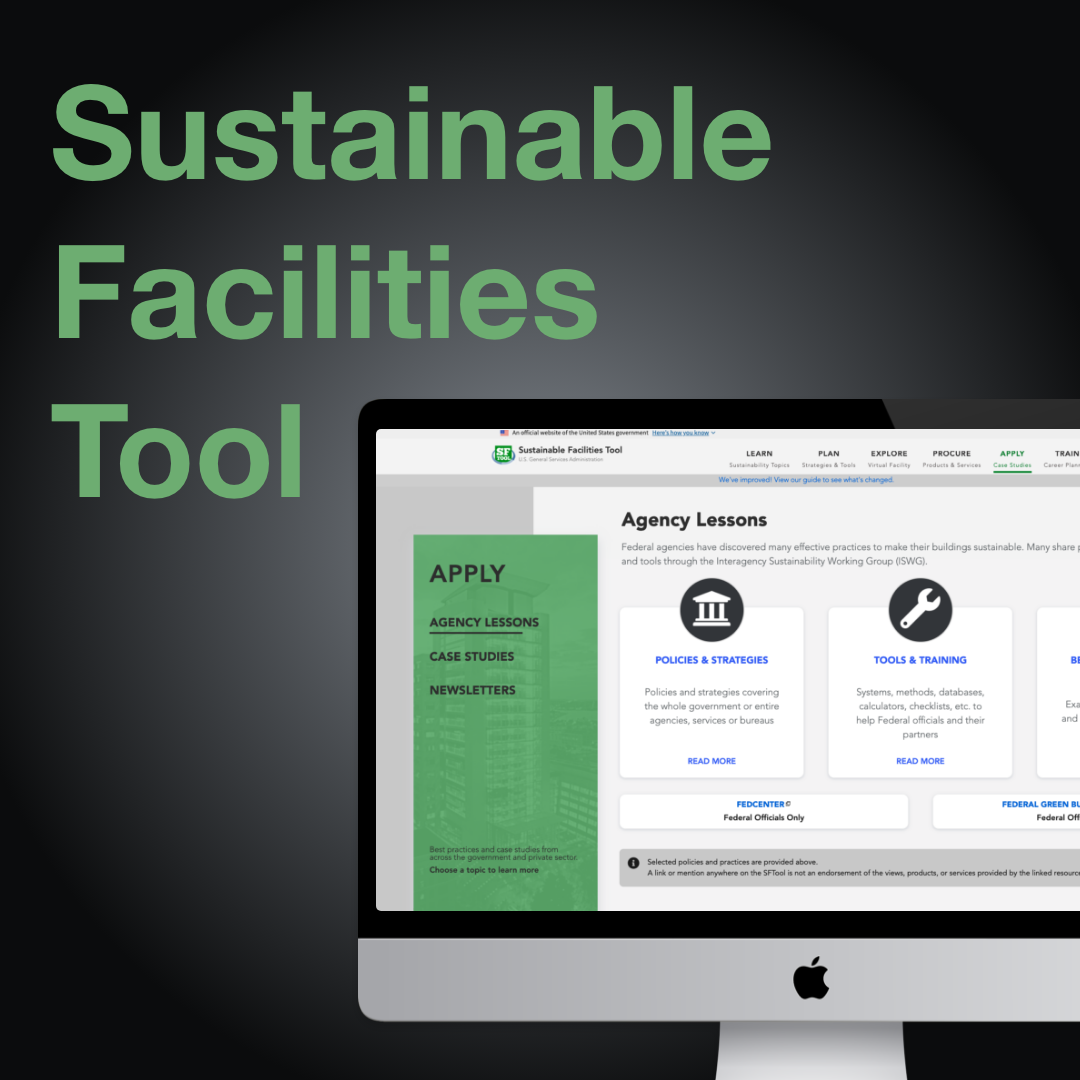 Sustainable
Facilities
Tool
An official website of the United States government Here's how you know
SF
TOOL
Sustainable Facilities Tool
U.S. General Services Administration
LEARN
Sustainability Topics
PLAN
Strategies & Tools
EXPLORE
Virtual Facility
PROCURE
Products & Services
APPLY
Case Studies
TRAIN
Career Plann
We've improved! View our guide to see what's changed.
APPLY
AGENCY LESSONS
CASE STUDIES
NEWSLETTERS
Best practices and case studies from
across the government and private sector.
Choose a topic to learn more
Agency Lessons
Federal agencies have discovered many effective practices to make their buildings sustainable. Many share p
and tools through the Interagency Sustainability Working Group (ISWG).
POLICIES & STRATEGIES
Policies and strategies covering
the whole government or entire
agencies, services or bureaus
READ MORE
TOOLS & TRAINING
Systems, methods, databases,
calculators, checklists, etc. to
help Federal officials and their
partners
READ MORE
BE
Exa
and
FEDCENTER
Federal Officials Only
FEDERAL GREEN BU
Federal Off
Selected policies and practices are provided above.
A link or mention anywhere on the SFTool is not an endorsement of the views, products, or services provided by the linked resource